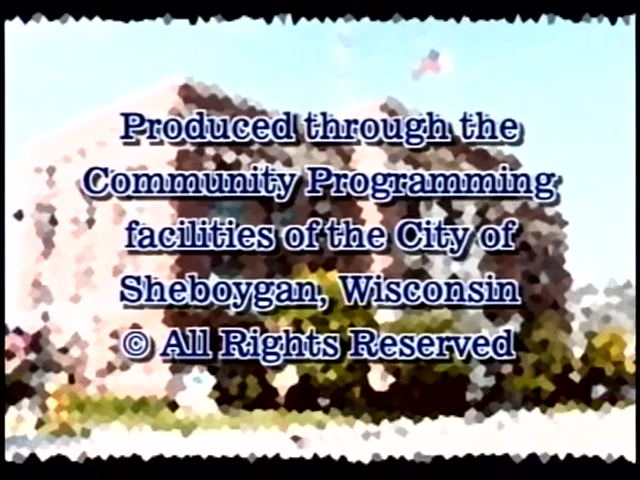 Produced through the
Community Programming
facilities of the City of
Sheboygan, Wisconsin
© All Rights Reserved